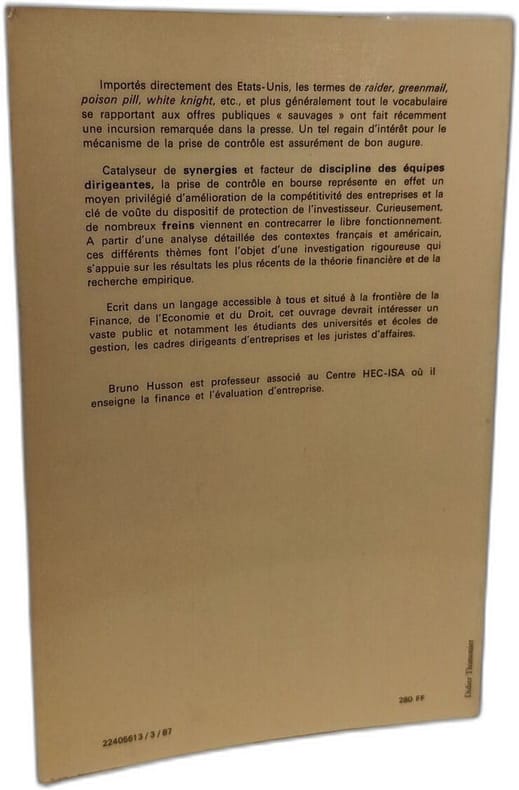 Importés directement des Etats-Unis, les termes de raider, greenmail,
poison pill, white knight, etc., et plus généralement tout le vocabulaire
se rapportant aux offres publiques « sauvages » ont fait récemment
une incursion remarquée dans la presse. Un tel regain d'intérêt pour le
mécanisme de la prise de contrôle est assurément de bon augure.
Catalyseur de synergies et facteur de discipline des équipes
dirigeantes, la prise de contrôle en bourse représente en effet un
moyen privilégié d'amélioration de la compétitivité des entreprises et la
clé de voûte du dispositif de protection de l'investisseur. Curieusement,
de nombreux freins viennent en contrecarrer le libre fonctionnement.
A partir d'une analyse détaillée des contextes français et américain,
ces différents thèmes font l'objet d'une investigation rigoureuse qui
s'appuie sur les résultats les plus récents de la théorie financière et de la
recherche empirique.
Ecrit dans un langage accessible à tous et situé à la frontière de la
Finance, de l'Economie et du Droit, cet ouvrage devrait intéresser un
vaste public et notamment les étudiants des universités et écoles de
gestion, les cadres dirigeants d'entreprises et les juristes d'affaires.
Bruno Husson est professeur associé au Centre HEC-ISA où il
enseigne la finance et l'évaluation d'entreprise.
Didier Thimonier
280 FF
22406613/3/87